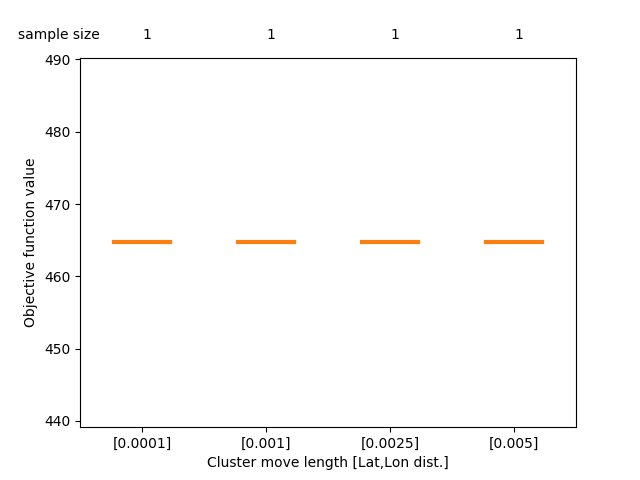 sample size 1 1 1 1
490
480
470
460
450
440
Objective function value
[0.0001] [0.001] [0.0025] [0.005]
Cluster move length [Lat,Lon dist.]